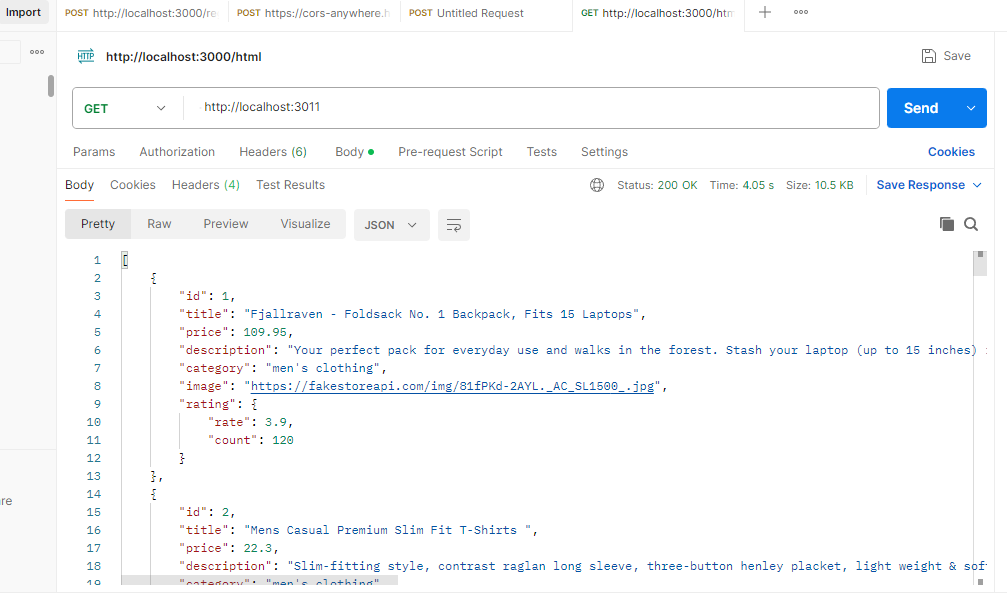 Import
POST http://localhost:3000/re
POST https://cors-anywhere.h
POST Untitled Request
GET http://localhost:3000/htm
HTTP http://localhost:3000/html
Save
GET http://localhost:3011
Send
Params Authorization Headers (6) Body Pre-request Script Tests Settings Cookies
Body Cookies Headers (4) Test Results Status: 200 OK Time: 4.05 s Size: 10.5 KB Save Response
Pretty Raw Preview Visualize JSON
1 [
2 {
3 "id": 1,
4 "title": "Fjallraven - Foldsack No. 1 Backpack, Fits 15 Laptops",
5 "price": 109.95,
6 "description": "Your perfect pack for everyday use and walks in the forest. Stash your laptop (up to 15 inches)
7 "category": "men's clothing",
8 "image": "https://fakestoreapi.com/img/81fPKd-2AYL._AC_SL1500_.jpg",
9 "rating": {
10 "rate": 3.9,
11 "count": 120
12 }
13 },
14 {
15 "id": 2,
16 "title": "Mens Casual Premium Slim Fit T-Shirts ",
17 "price": 22.3,
18 "description": "Slim-fitting style, contrast raglan long sleeve, three-button henley placket, light weight & sof
19 "category": "men's clothing"
re